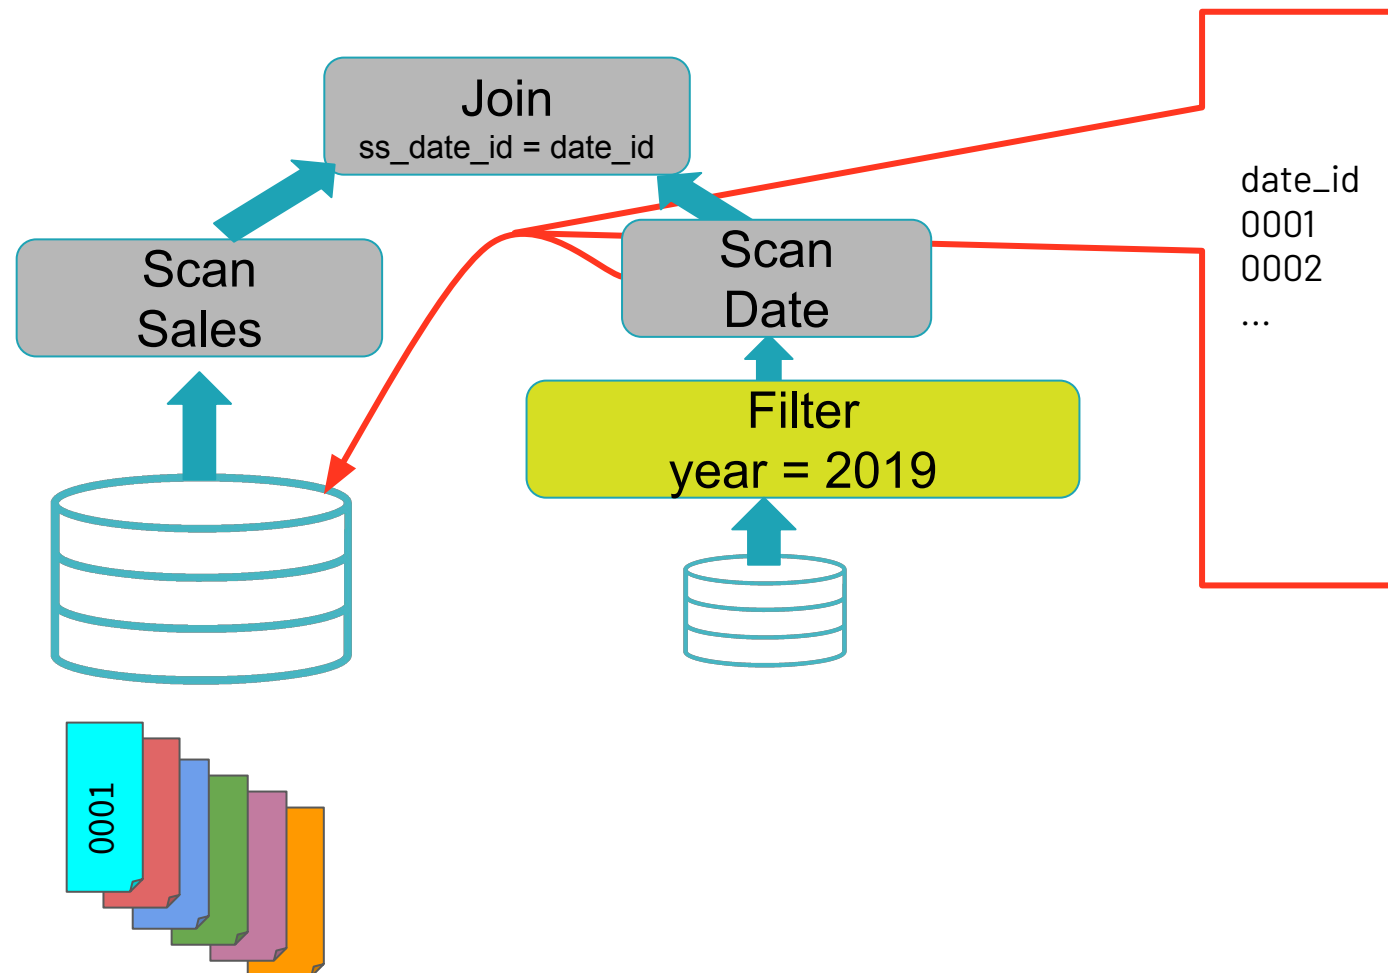 Join
ss_date_id = date_id
Scan
Sales
Scan
Date
Filter
year = 2019
date_id
0001
0002
...
0001